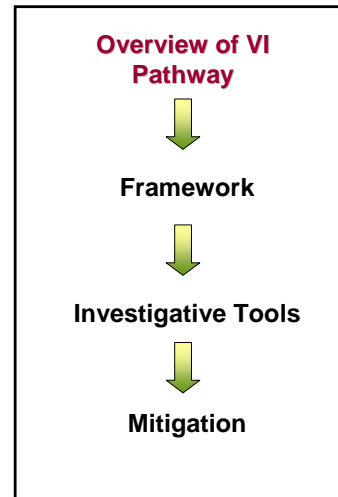 Overview of VI
Pathway
Framework
Investigative Tools
Mitigation